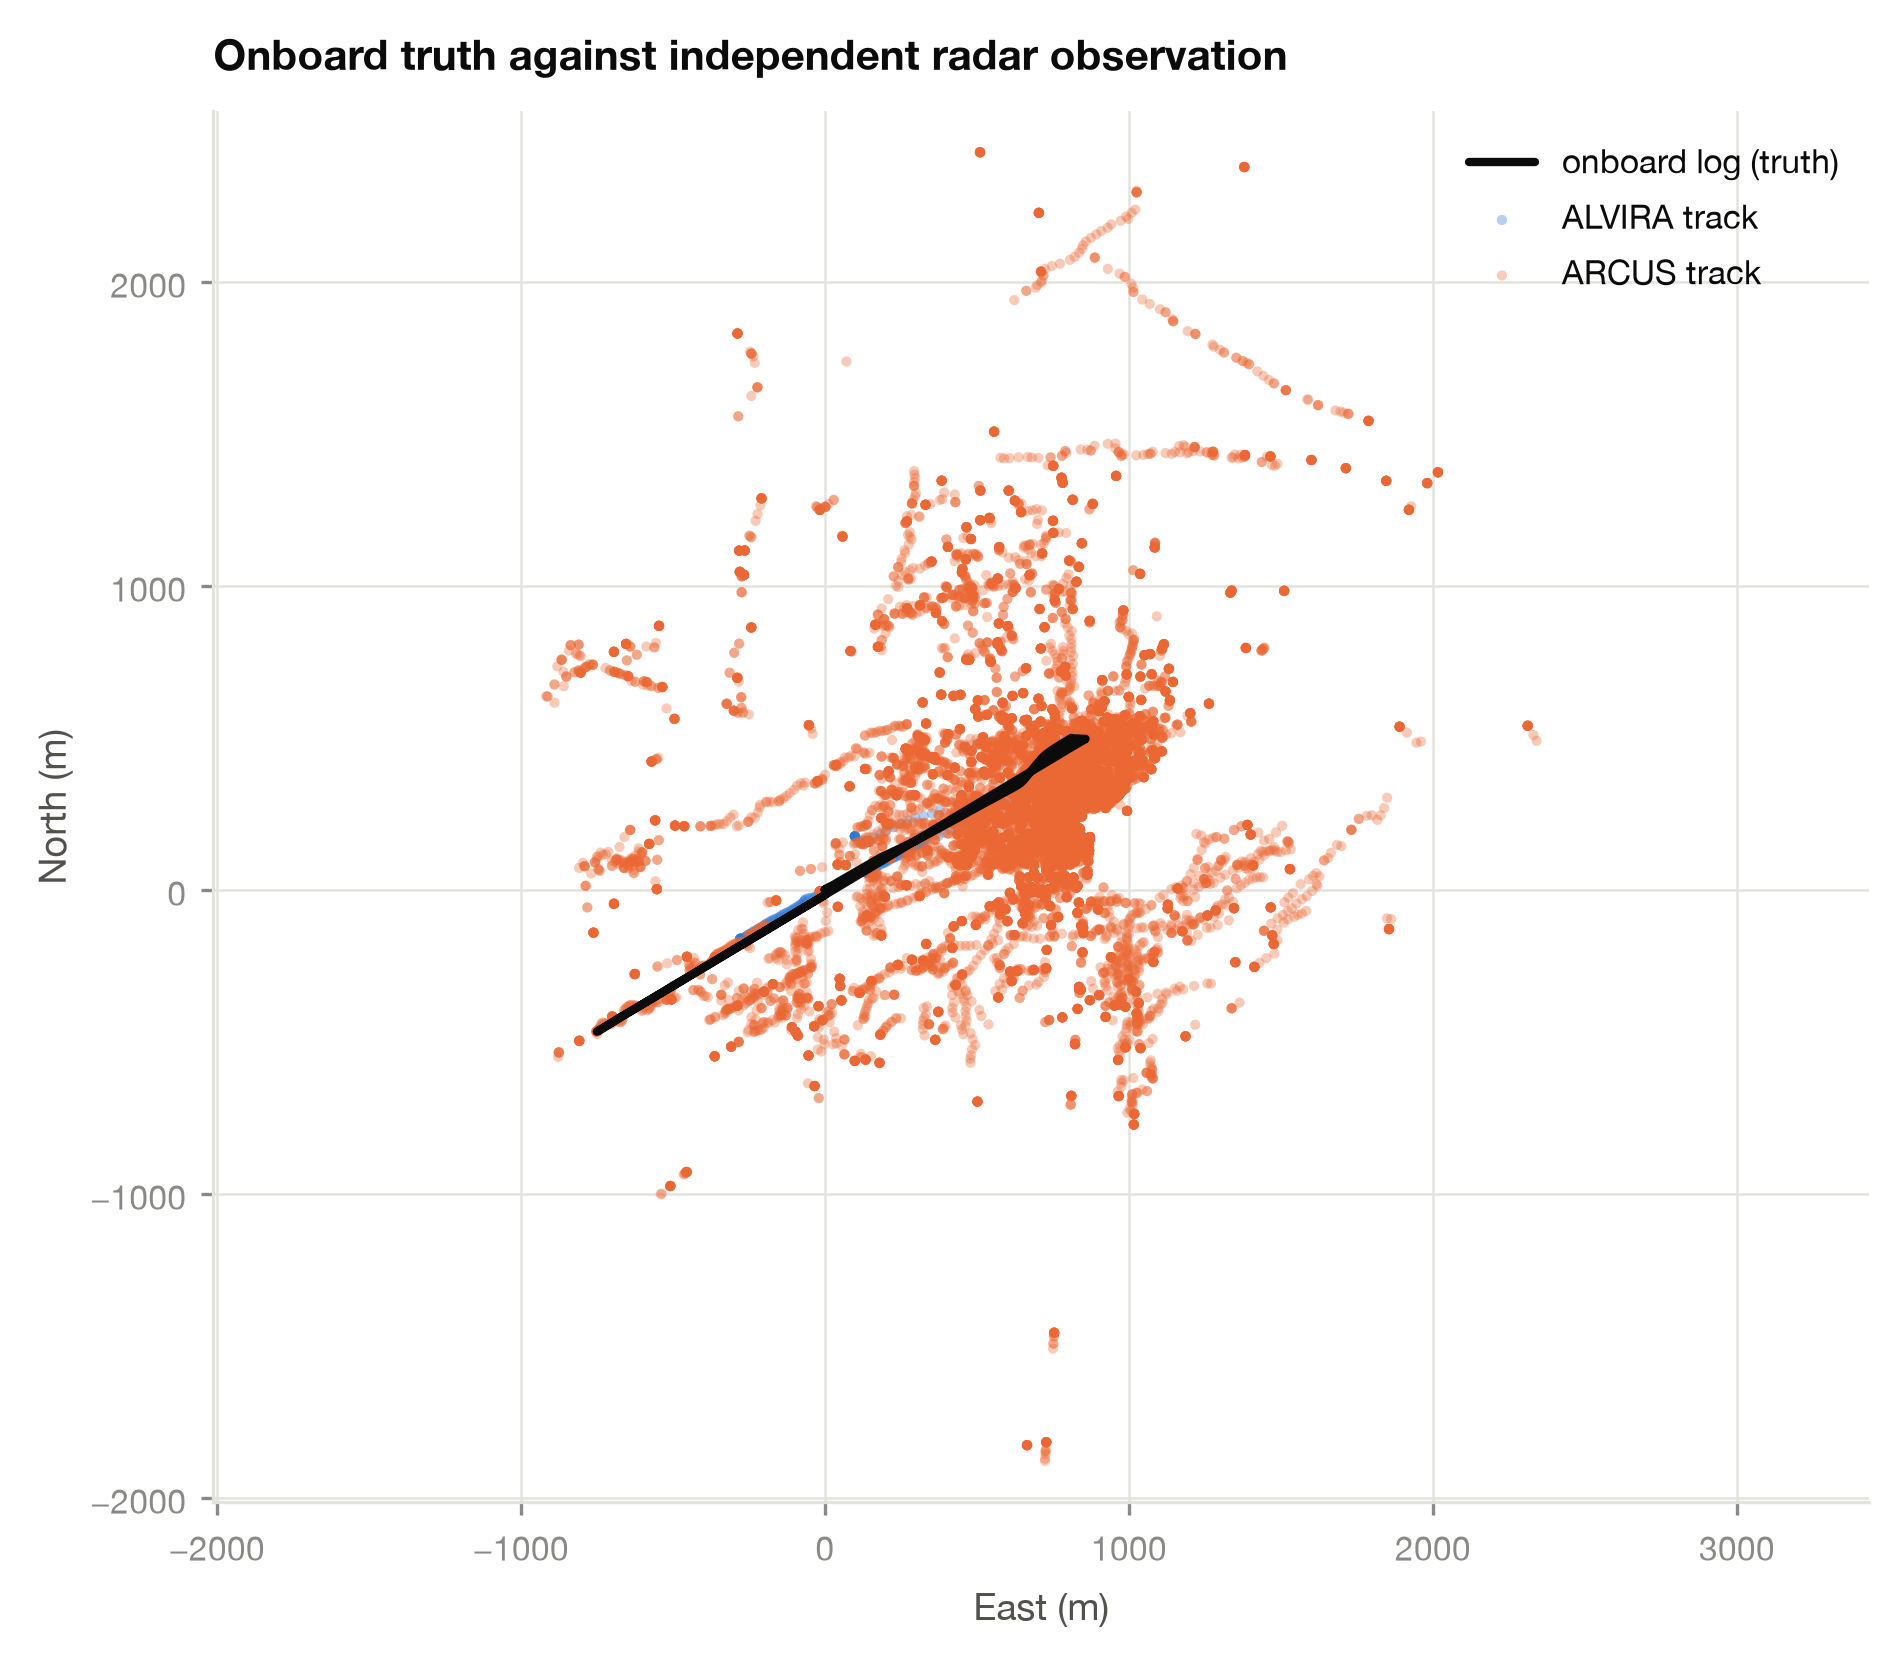 Onboard truth against independent radar observation
onboard log (truth)
ALVIRA track
ARCUS track
2000
1000
0
−1000
−2000
North (m)
−2000
−1000
0
1000
2000
3000
East (m)